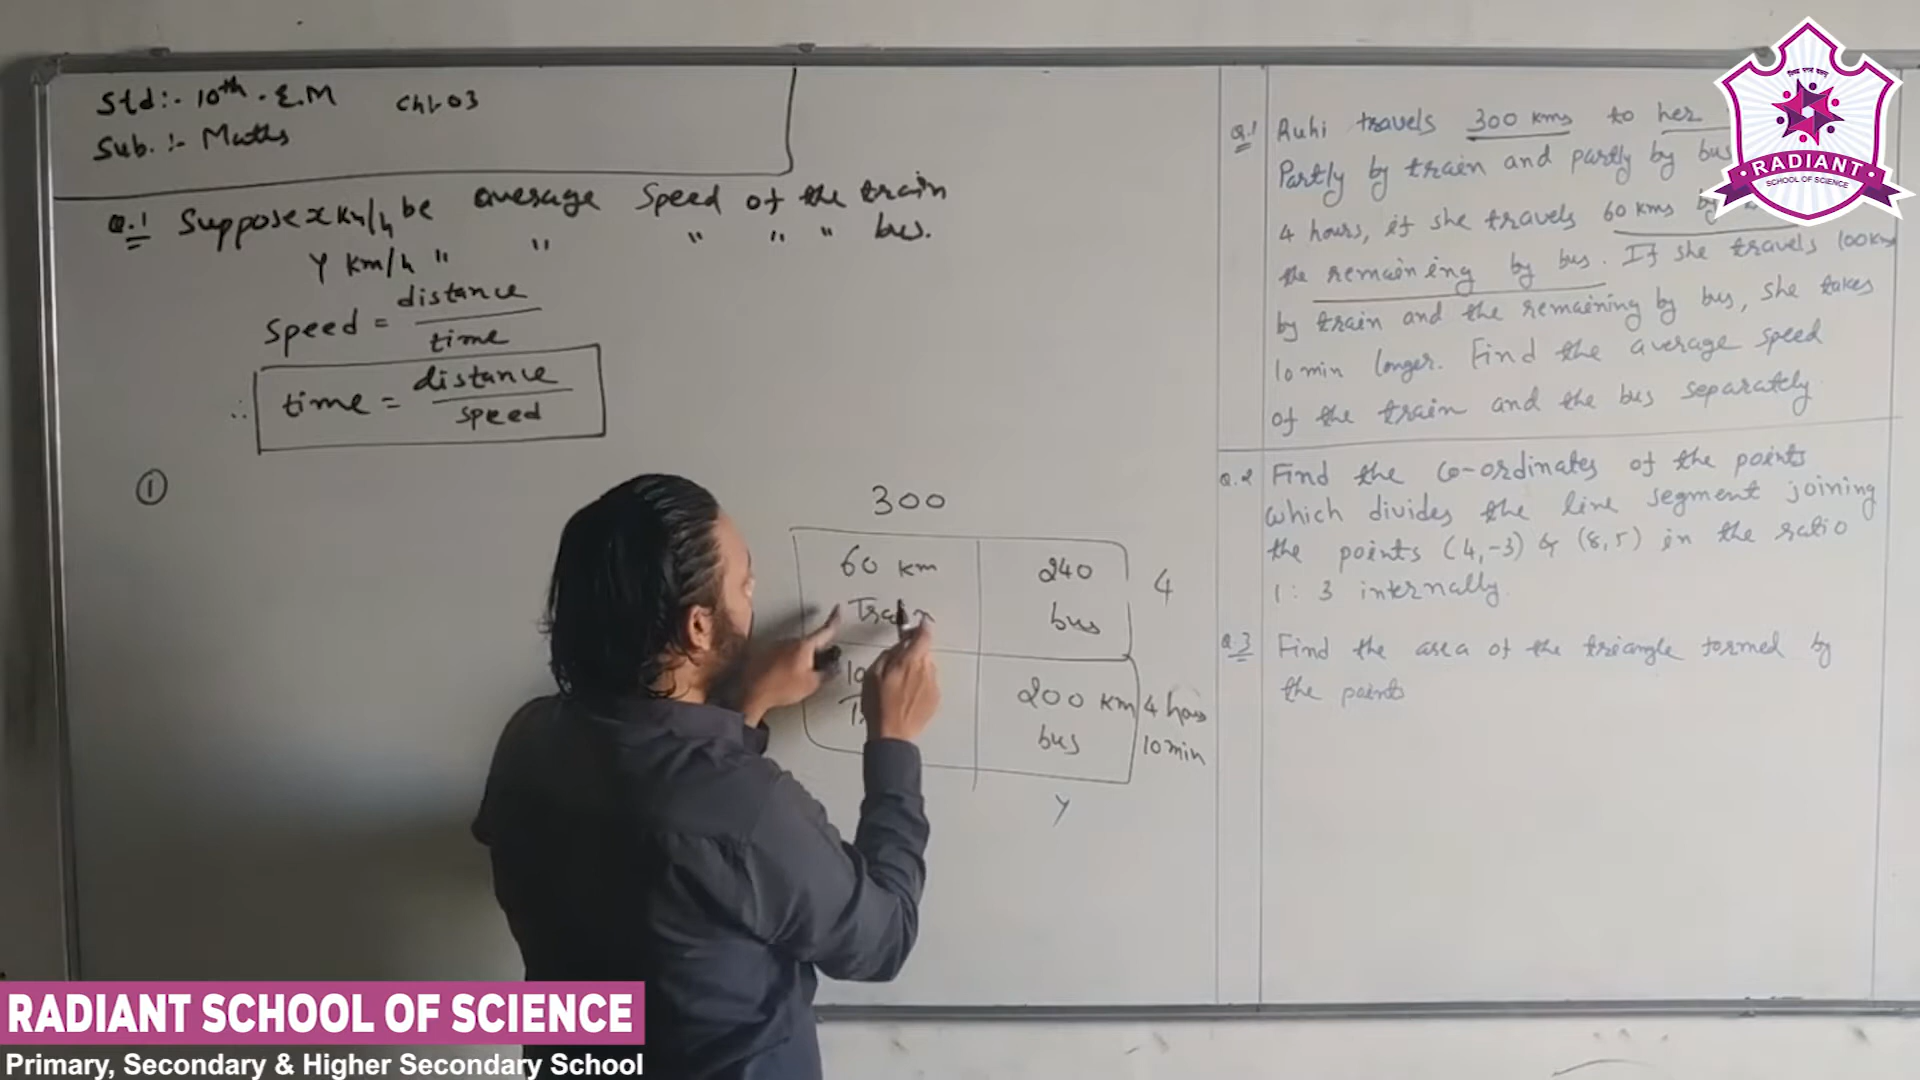 Std :- 10th . E.M Ch1-03
Sub. :- Maths
Q.1 Suppose x km/h be average speed of the train
y km/h " " " " " bus.
Speed = distance / time
∴ time = distance / speed
①
300
60 km 240 4
Train bus
10
200 km 4 hours
bus 10 min
y
Q.1 Ruhi travels 300 kms to her
Partly by train and partly by bus
4 hours, if she travels 60 kms by
the remaining by bus. If she travels 100km
by train and the remaining by bus, she takes
10 min longer. Find the average speed
of the train and the bus separately.
Q.2 Find the co-ordinates of the points
which divides the line segment joining
the points (4,-3) & (8,5) in the ratio
1 : 3 internally.
Q.3 Find the area of the triangle formed by
the points
RADIANT
SCHOOL OF SCIENCE
RADIANT SCHOOL OF SCIENCE
Primary, Secondary & Higher Secondary School